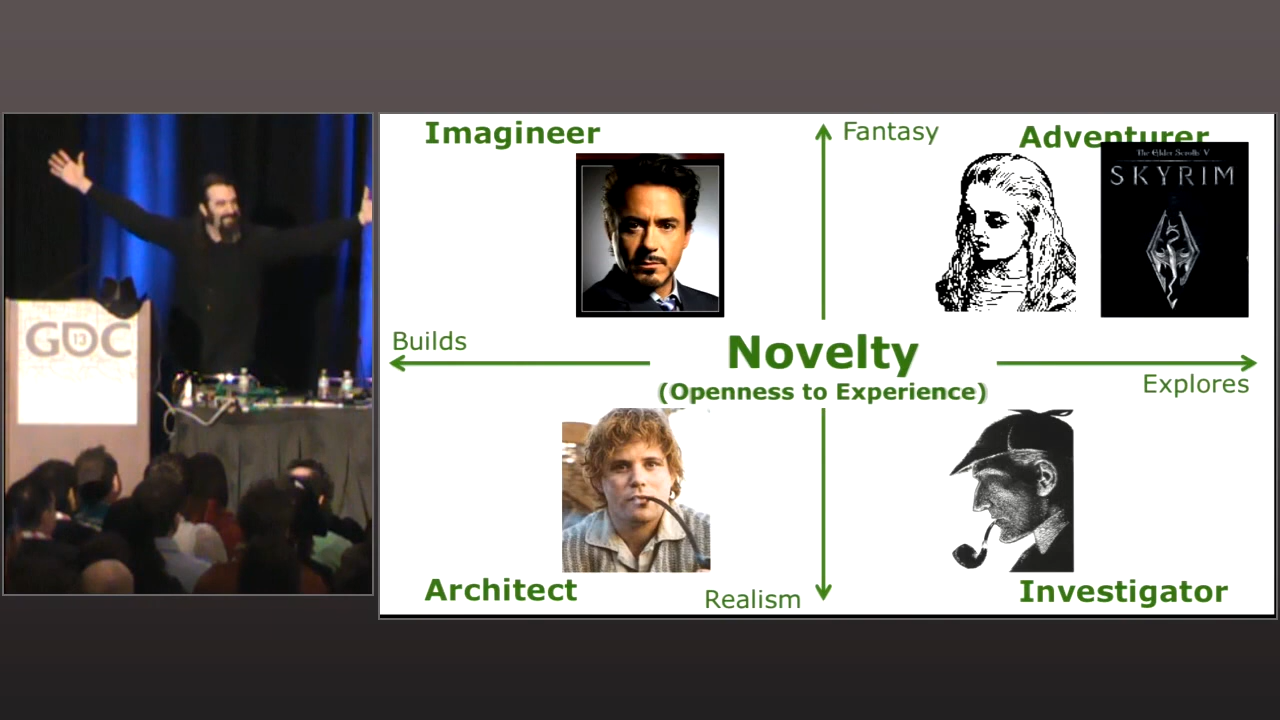 GDC
13
Imagineer
Fantasy
Adventurer
The Elder Scrolls V
SKYRIM
Builds
Novelty
(Openness to Experience)
Explores
Architect
Realism
Investigator